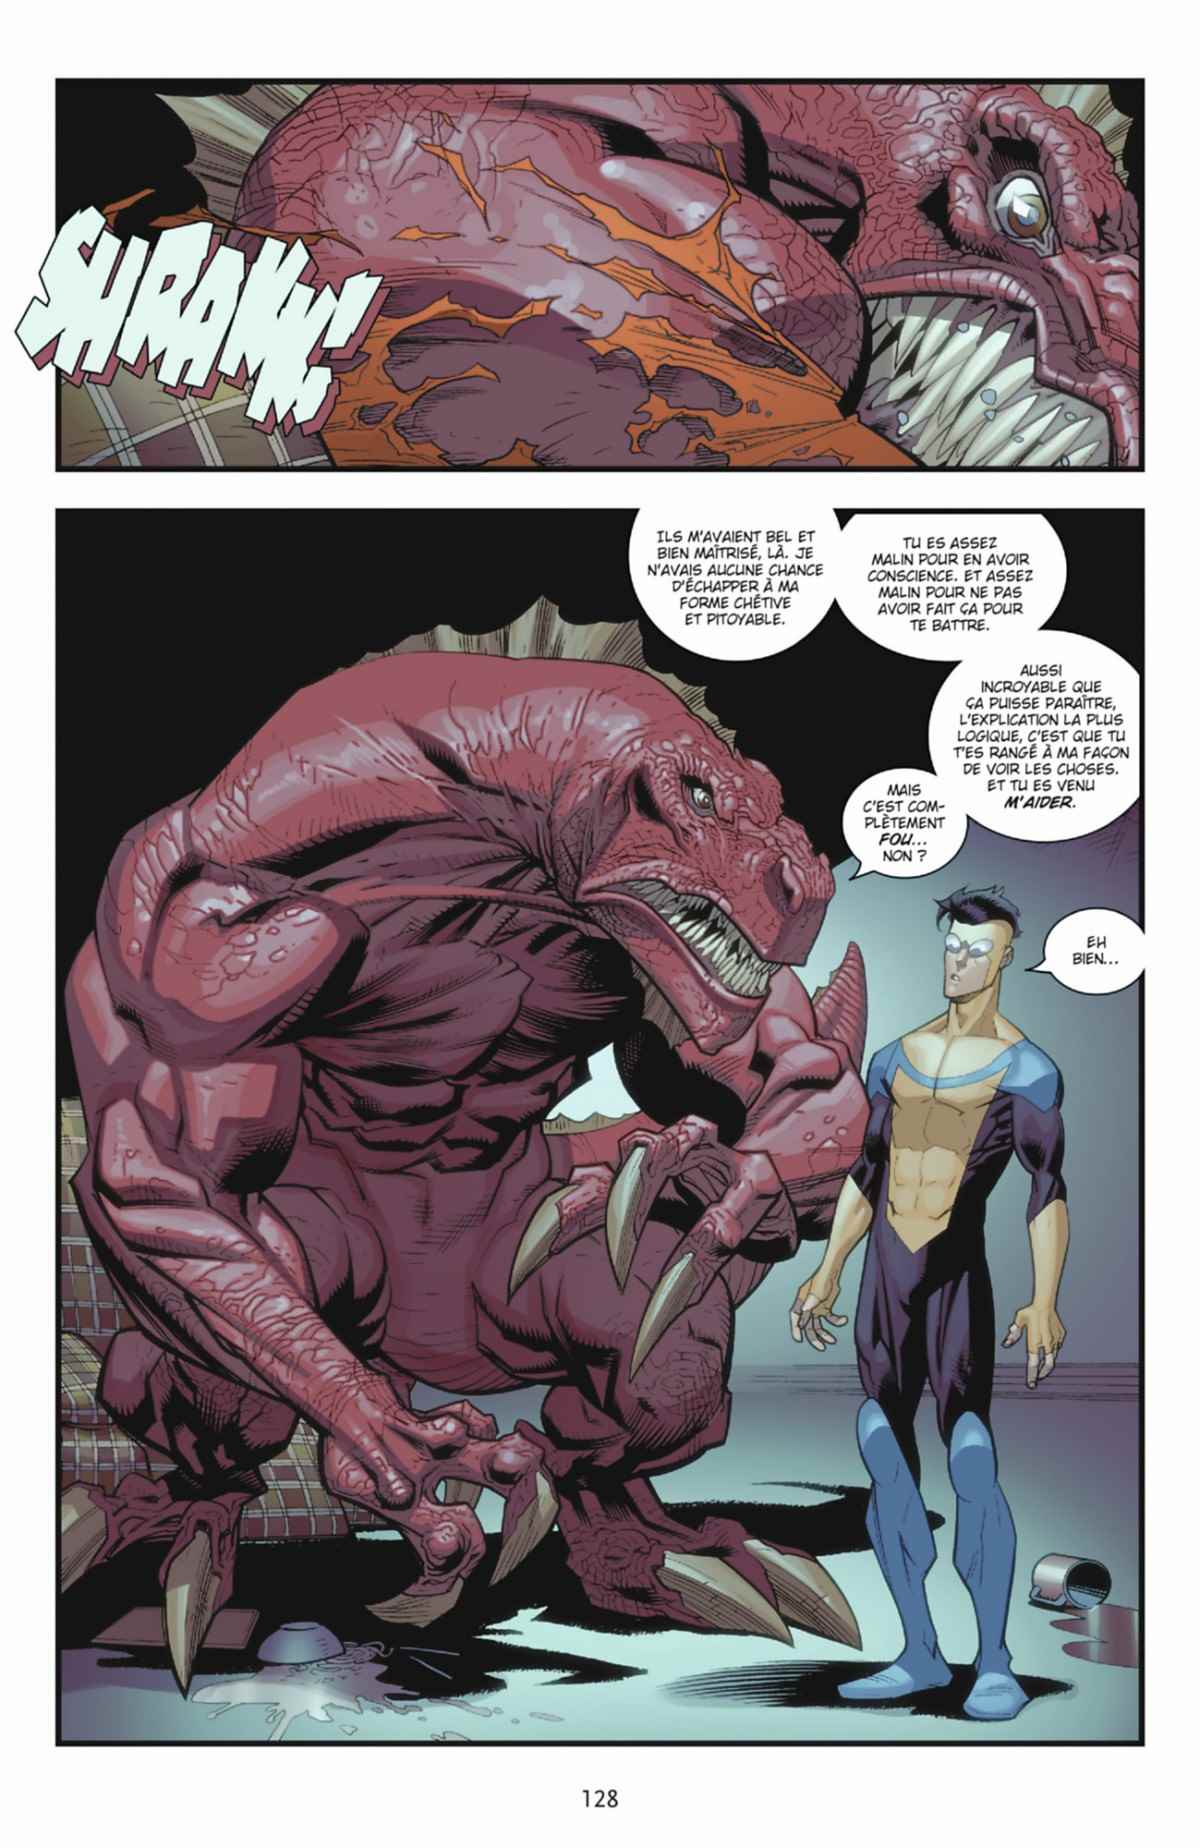 SHRAKK!
ILS M'AVAIENT BEL ET
BIEN MAÎTRISÉ, LÀ. JE
N'AVAIS AUCUNE CHANCE
D'ÉCHAPPER À MA
FORME CHÉTIVE
ET PITOYABLE.
TU ES ASSEZ
MALIN POUR EN AVOIR
CONSCIENCE. ET ASSEZ
MALIN POUR NE PAS
AVOIR FAIT ÇA POUR
TE BATTRE.
AUSSI
INCROYABLE QUE
ÇA PUISSE PARAÎTRE,
L'EXPLICATION LA PLUS
LOGIQUE, C'EST QUE TU
T'ES RANGÉ À MA FAÇON
DE VOIR LES CHOSES.
ET TU ES VENU
M'AIDER.
MAIS
C'EST COM-
PLÈTEMENT
FOU...
NON ?
EH
BIEN...
128